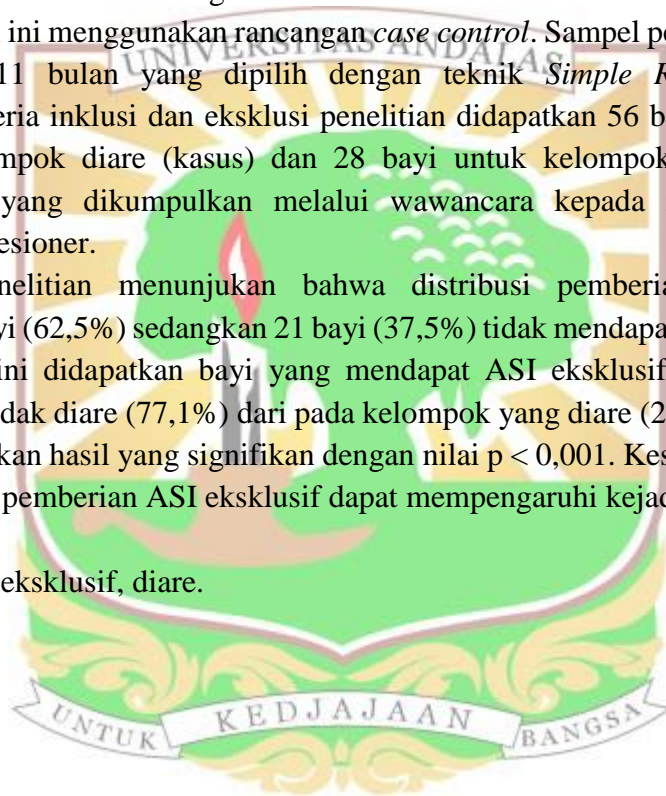 ini menggunakan rancangan case control. Sampel
UNIVERSITAS ANDALAS
11 bulan yang dipilih dengan teknik Simple
eria inklusi dan eksklusi penelitian didapatkan 56
mpok diare (kasus) dan 28 bayi untuk kelompok
yang dikumpulkan melalui wawancara kepada
esioner.
nelitian menunjukan bahwa distribusi pemberia
yi (62,5%) sedangkan 21 bayi (37,5%) tidak mendapa
ini didapatkan bayi yang mendapat ASI eksklusif
dak diare (77,1%) dari pada kelompok yang diare (2
kan hasil yang signifikan dengan nilai p < 0,001. Kes
pemberian ASI eksklusif dapat mempengaruhi kejad
eksklusif, diare.
UNTUK KEDJAJAAN BANGSA